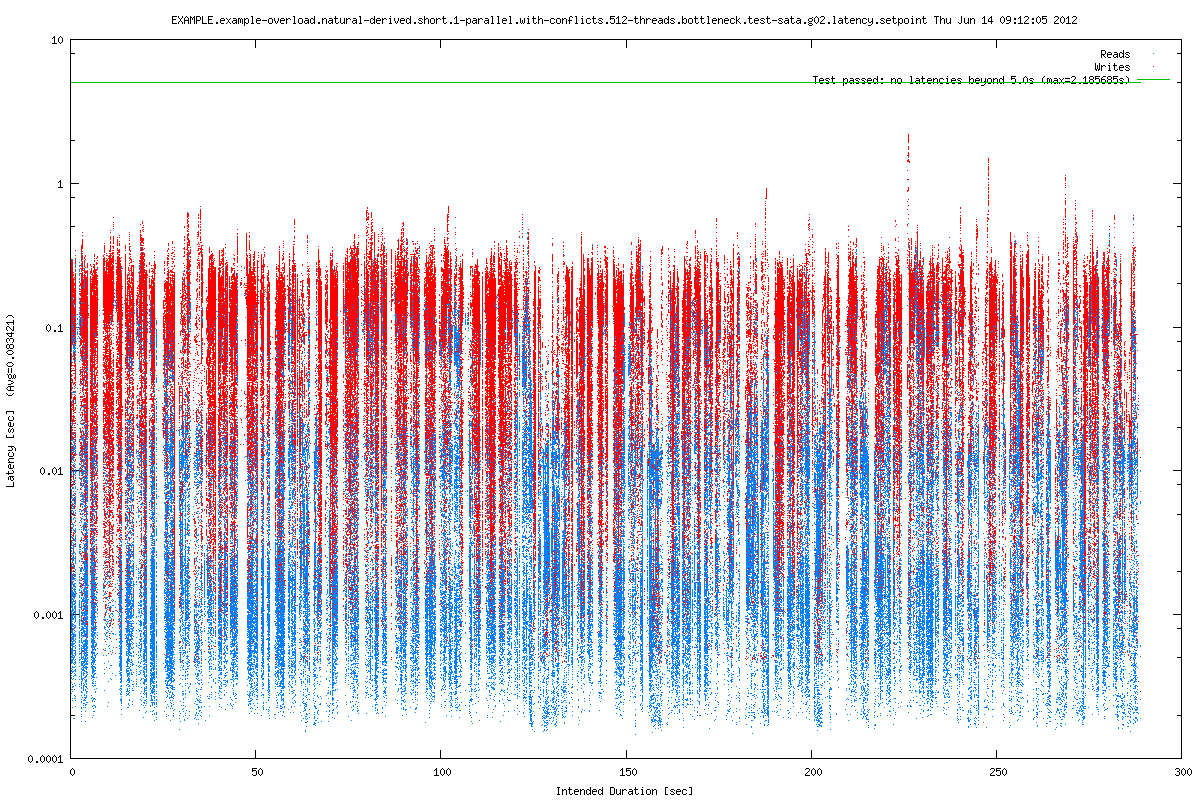 EXAMPLE.example-overload.natural-derived.short.1-parallel.with-conflicts.512-threads.bottleneck.test-sata.g02.latency.setpoint Thu Jun 14 09:12:05 2012
Reads
Writes
Test passed: no latencies beyond 5.0s (max=2.185685s)
10
1
0.1
0.01
0.001
0.0001
Latency [sec] (Avg=0.083421)
0 50 100 150 200 250 300
Intended Duration [sec]